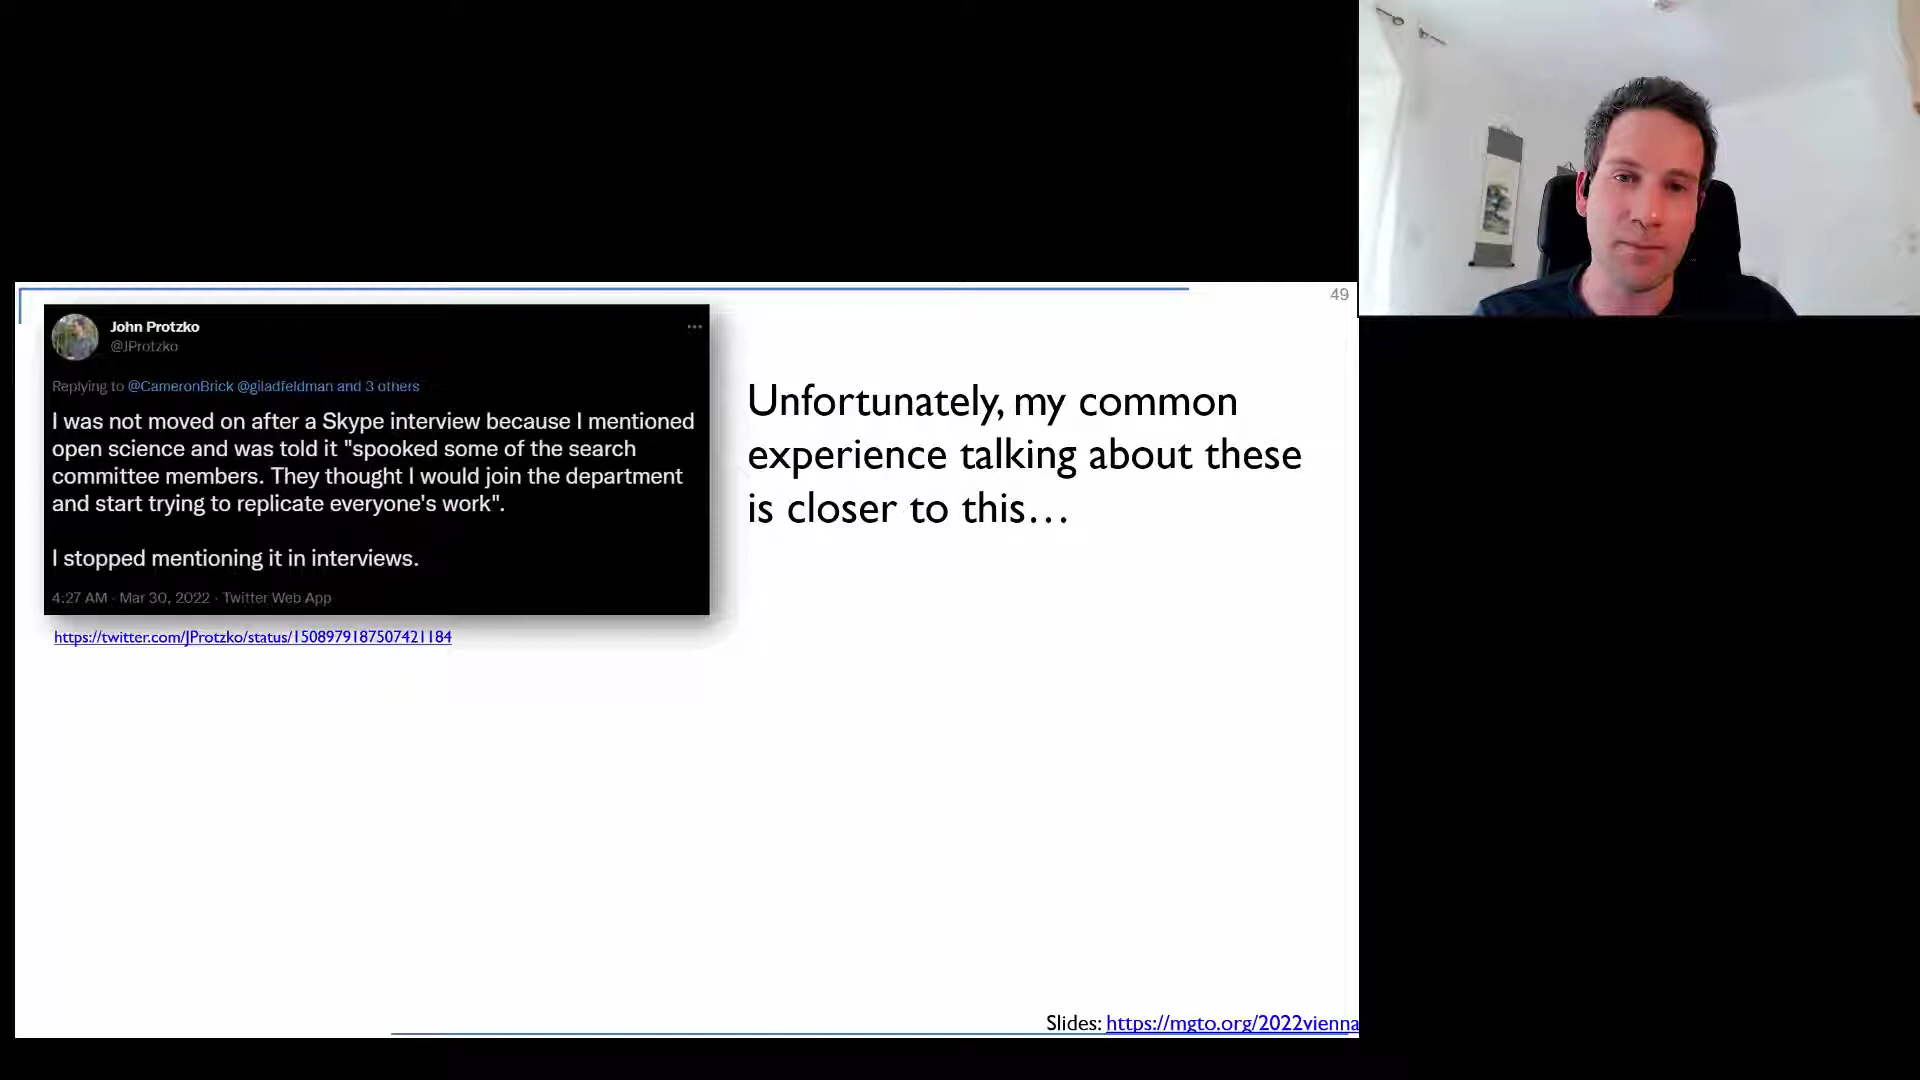 49
John Protzko
@JProtzko
Replying to @CameronBrick @giladfeldman and 3 others
I was not moved on after a Skype interview because I mentioned
open science and was told it "spooked some of the search
committee members. They thought I would join the department
and start trying to replicate everyone's work".
I stopped mentioning it in interviews.
4:27 AM · Mar 30, 2022 · Twitter Web App
https://twitter.com/JProtzko/status/1508979187507421184
Unfortunately, my common
experience talking about these
is closer to this…
Slides: https://mgto.org/2022vienna